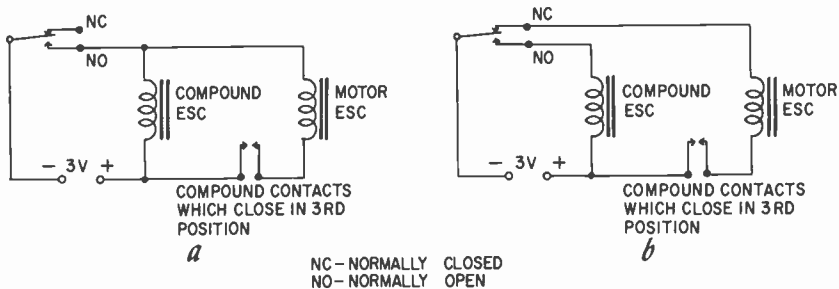 NC
NO
COMPOUND
ESC
MOTOR
ESC
− 3V +
COMPOUND CONTACTS
WHICH CLOSE IN 3RD
POSITION
a
NC
NO
COMPOUND
ESC
MOTOR
ESC
− 3V +
COMPOUND CONTACTS
WHICH CLOSE IN 3RD
POSITION
b
NC–NORMALLY CLOSED
NO–NORMALLY OPEN